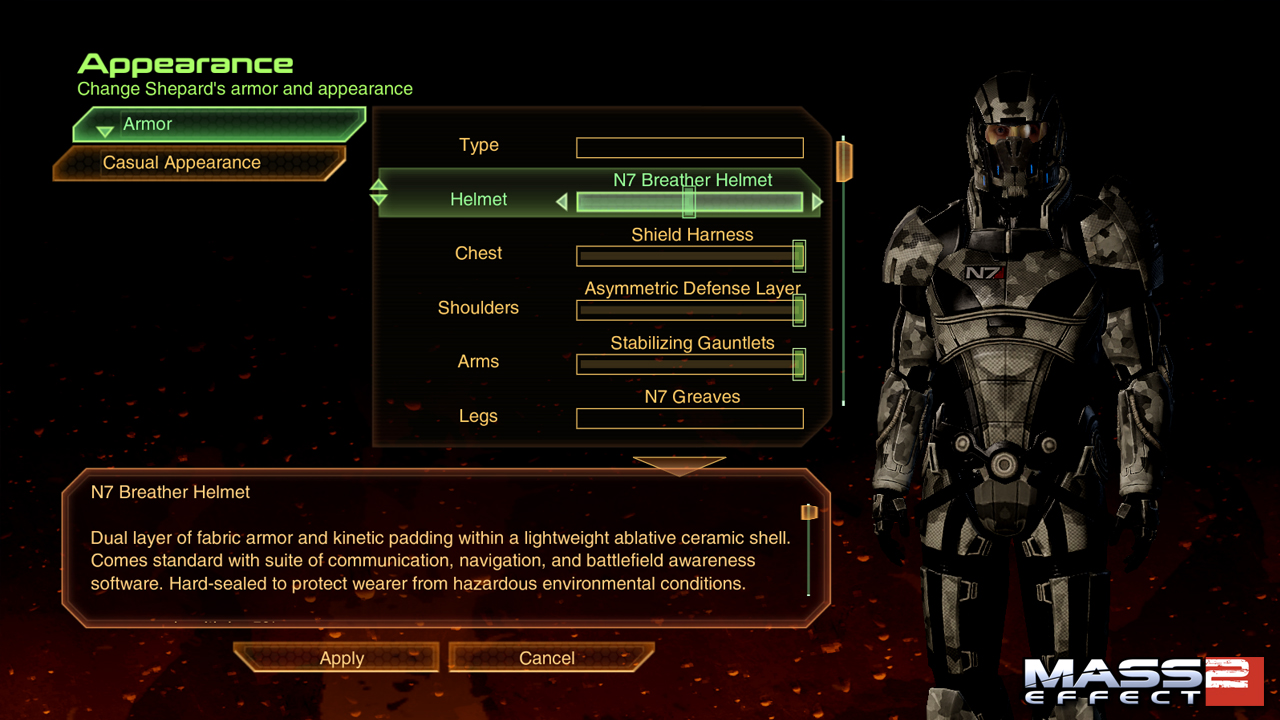 Appearance
Change Shepard's armor and appearance
Armor
Casual Appearance
Type
N7 Breather Helmet
Helmet
Shield Harness
Chest
Asymmetric Defense Layer
Shoulders
Stabilizing Gauntlets
Arms
N7 Greaves
Legs
N7 Breather Helmet
Dual layer of fabric armor and kinetic padding within a lightweight ablative ceramic shell.
Comes standard with suite of communication, navigation, and battlefield awareness
software. Hard-sealed to protect wearer from hazardous environmental conditions.
Apply
Cancel
N7
MASS
EFFECT
2